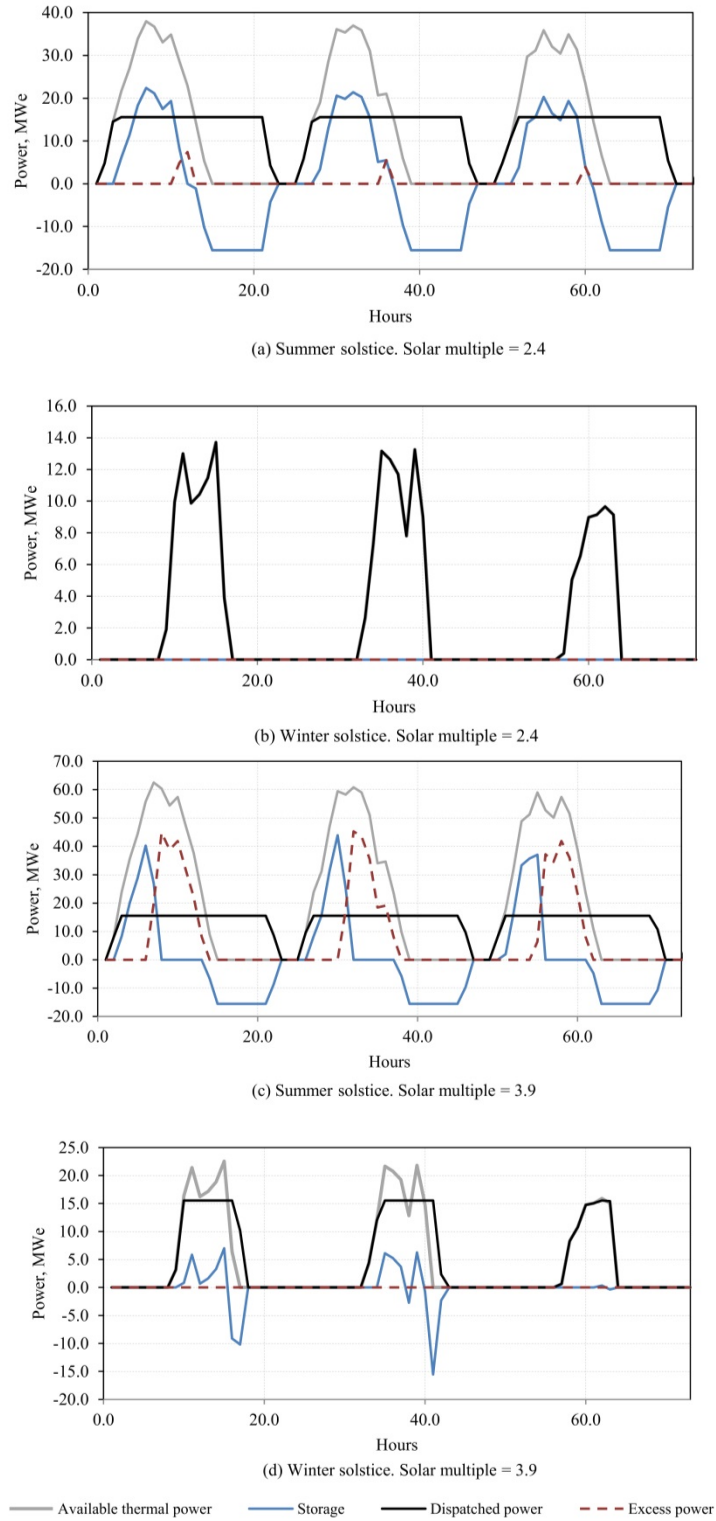 40.0
30.0
20.0
10.0
0.0
-10.0
-20.0
Power, MWe
0.0 20.0 40.0 60.0
Hours
(a) Summer solstice. Solar multiple = 2.4
16.0
14.0
12.0
10.0
8.0
6.0
4.0
2.0
0.0
Power, MWe
0.0 20.0 40.0 60.0
Hours
(b) Winter solstice. Solar multiple = 2.4
70.0
60.0
50.0
40.0
30.0
20.0
10.0
0.0
-10.0
-20.0
Power, MWe
0.0 20.0 40.0 60.0
Hours
(c) Summer solstice. Solar multiple = 3.9
25.0
20.0
15.0
10.0
5.0
0.0
-5.0
-10.0
-15.0
-20.0
Power, MWe
0.0 20.0 40.0 60.0
Hours
(d) Winter solstice. Solar multiple = 3.9
Available thermal power Storage Dispatched power Excess power